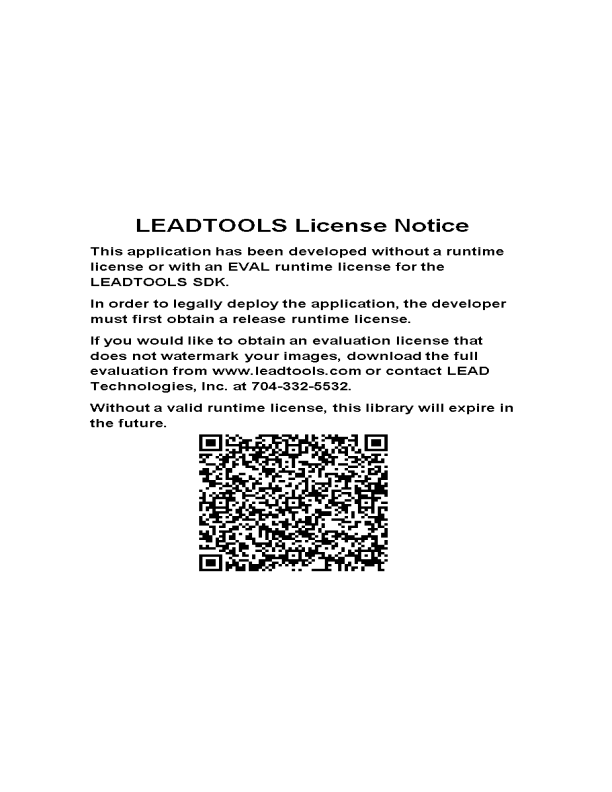 LEADTOOLS License Notice
This application has been developed without a runtime
license or with an EVAL runtime license for the
LEADTOOLS SDK.
In order to legally deploy the application, the developer
must first obtain a release runtime license.
If you would like to obtain an evaluation license that
does not watermark your images, download the full
evaluation from www.leadtools.com or contact LEAD
Technologies, Inc. at 704-332-5532.
Without a valid runtime license, this library will expire in
the future.